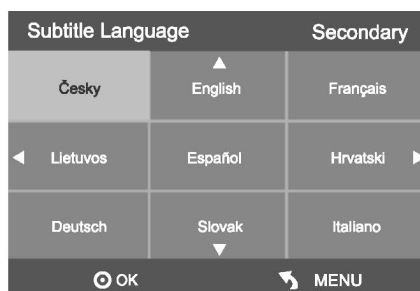 Subtitle Language Secondary
Česky English Français
Lietuvos Español Hrvatski
Deutsch Slovak Italiano
OK MENU